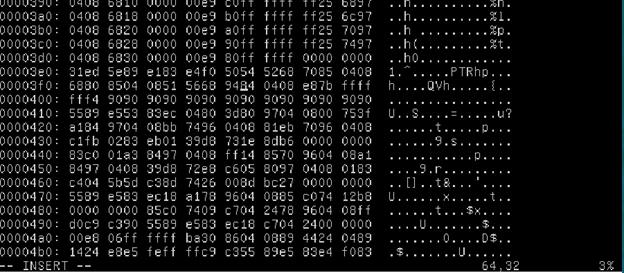 0000390: 0408 6810 0000 00e9 c0ff ffff ff25 6897 ..h..........%h.
00003a0: 0408 6818 0000 00e9 b0ff ffff ff25 6c97 ..h..........%l.
00003b0: 0408 6820 0000 00e9 a0ff ffff ff25 7097 ..h .........%p.
00003c0: 0408 6828 0000 00e9 90ff ffff ff25 7497 ..h(.........%t.
00003d0: 0408 6830 0000 00e9 80ff ffff 0000 0000 ..h0............
00003e0: 31ed 5e89 e183 e4f0 5054 5268 7085 0408 1.^.....PTRhp...
00003f0: 6880 8504 0851 5668 9484 0408 e87b ffff h....QVh.....{..
0000400: fff4 9090 9090 9090 9090 9090 9090 9090 ................
0000410: 5589 e553 83ec 0480 3d80 9704 0800 753f U..S....=.....u?
0000420: a184 9704 08bb 7496 0408 81eb 7096 0408 ......t.....p...
0000430: c1fb 0283 eb01 39d8 731e 8db6 0000 0000 ......9.s.......
0000440: 83c0 01a3 8497 0408 ff14 8570 9604 08a1 ...........p....
0000450: 8497 0408 39d8 72e8 c605 8097 0408 0183 ....9.r.........
0000460: c404 5b5d c38d 7426 008d bc27 0000 0000 ..[]..t&...'....
0000470: 5589 e583 ec18 a178 9604 0885 c074 12b8 U......x.....t..
0000480: 0000 0000 85c0 7409 c704 2478 9604 08ff ......t...$x....
0000490: d0c9 c390 5589 e583 ec18 c704 2400 0000 ....U.......$...
00004a0: 00e8 06ff ffff ba30 8604 0889 4424 0489 .......0....D$..
00004b0: 1424 e8e5 feff ffc9 c355 89e5 83e4 f083 .$.......U......
-- INSERT -- 64,32 3%